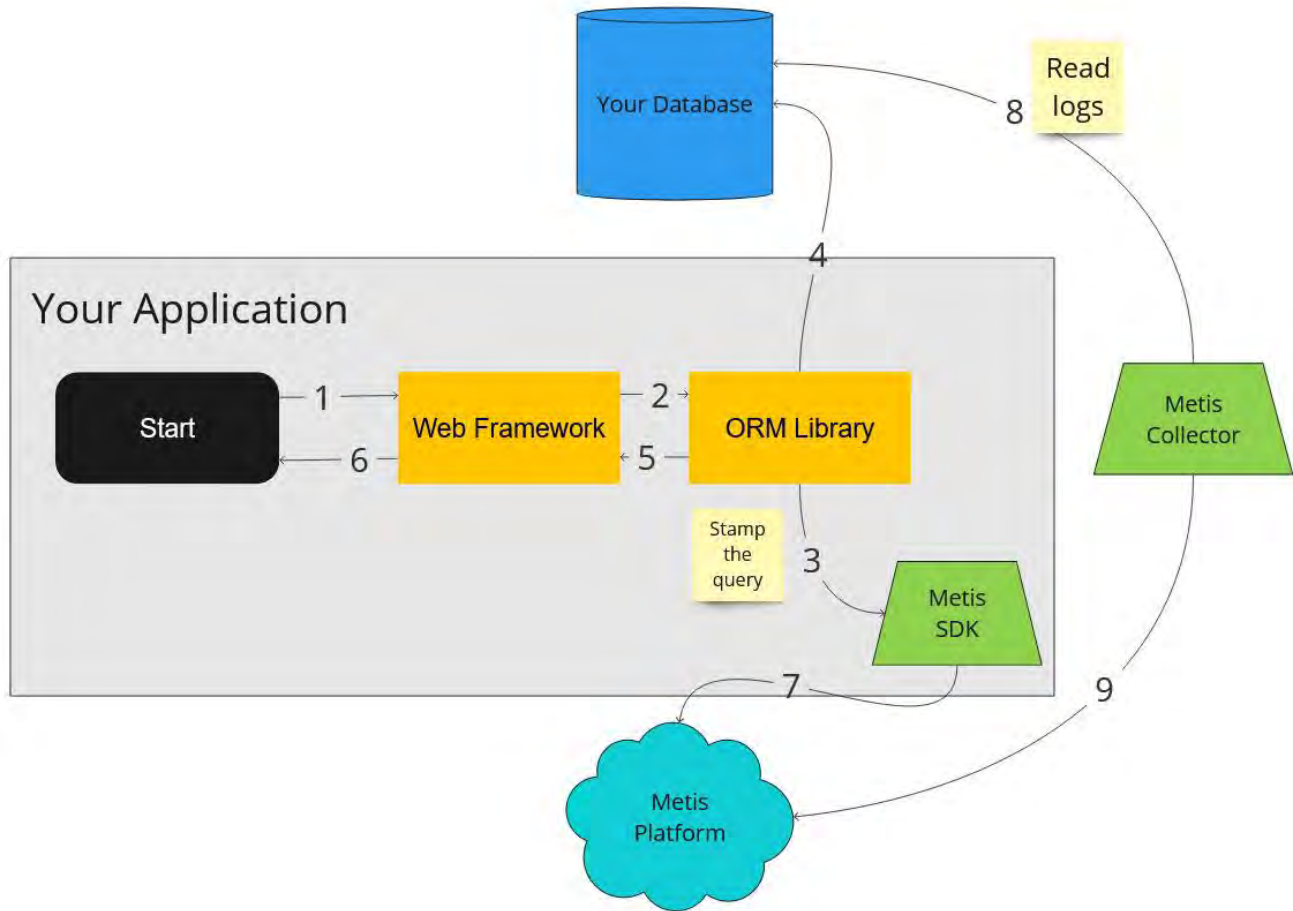 Your Database
8
Read
logs
4
Your Application
Start
1
6
Web Framework
2
5
ORM Library
Metis
Collector
Stamp
the
query
3
Metis
SDK
7
9
Metis
Platform